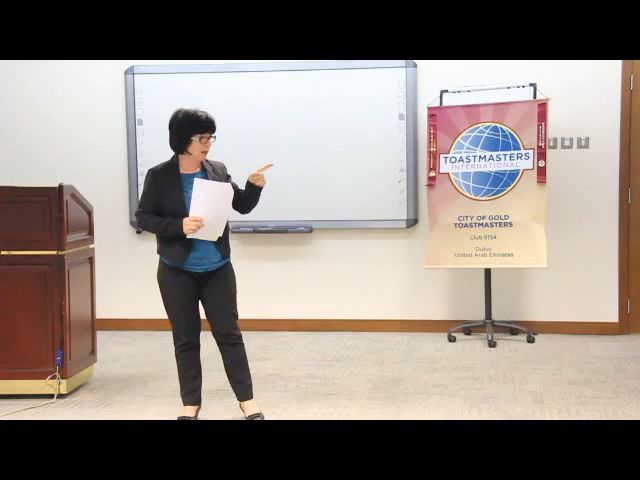 TOASTMASTERS
INTERNATIONAL
CITY OF GOLD
TOASTMASTERS
Club 6154
Dubai
United Arab Emirates